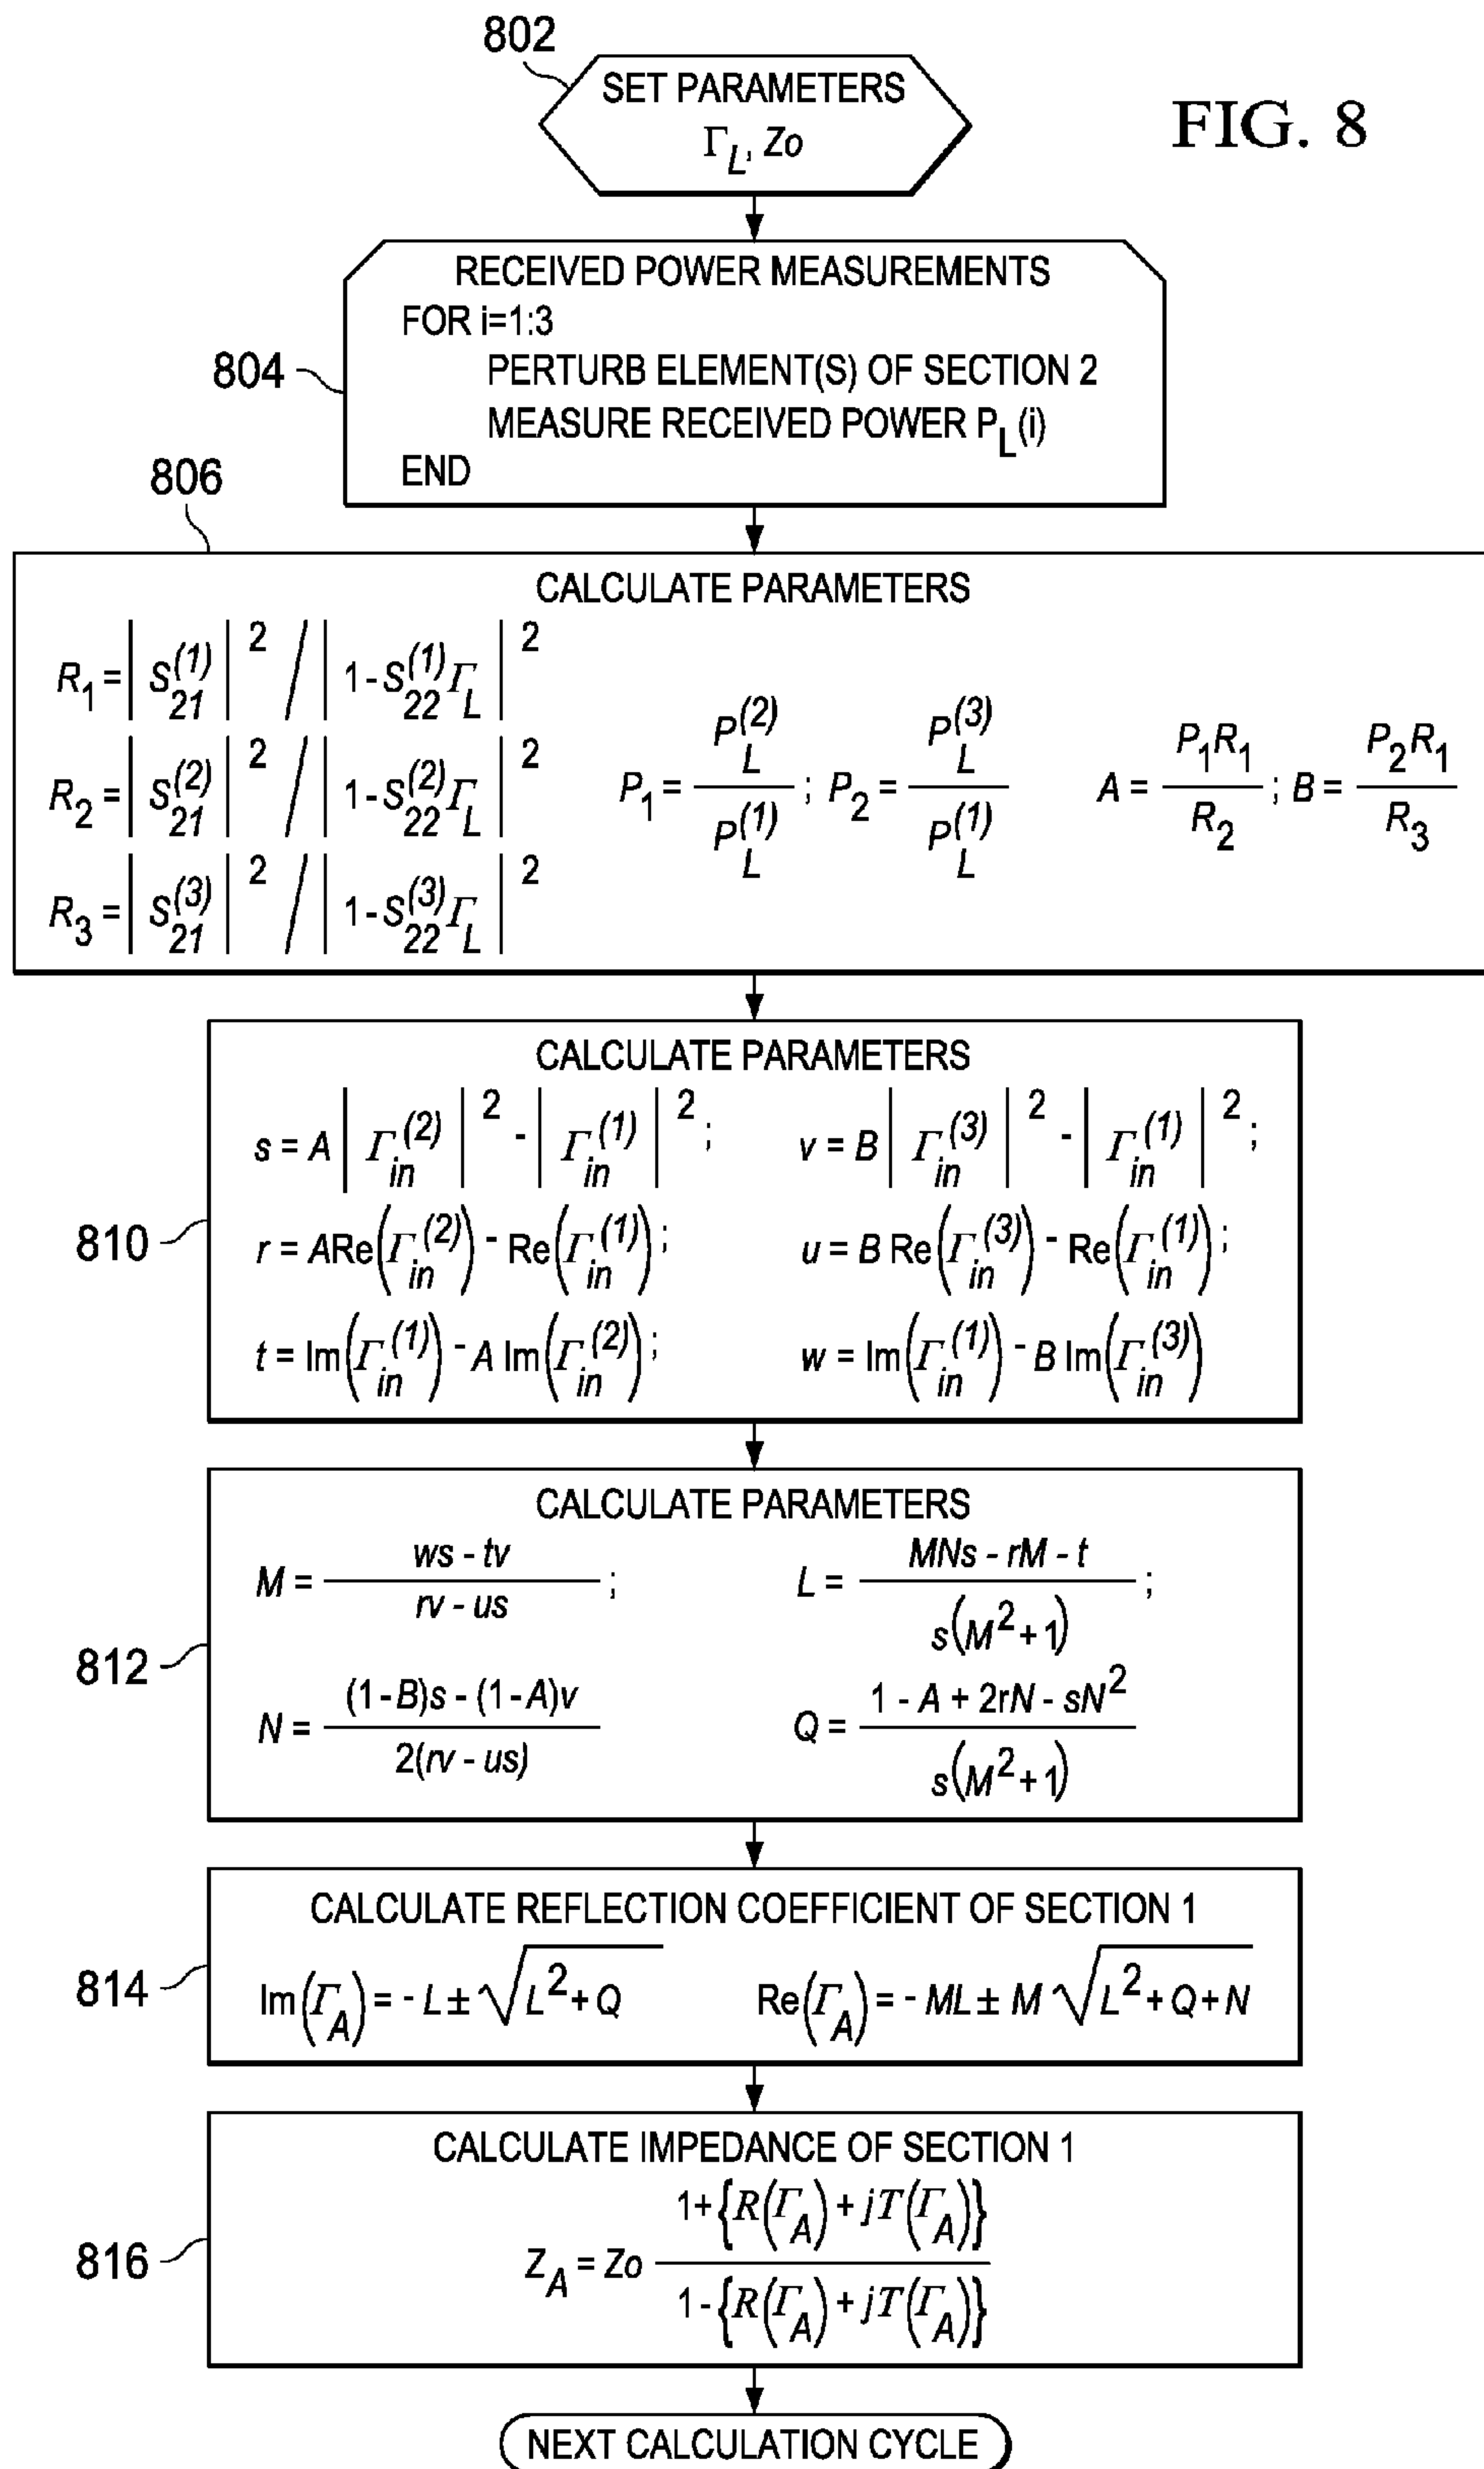 802
SET PARAMETERS
Γ_L, Zo
FIG. 8
RECEIVED POWER MEASUREMENTS
FOR i=1:3
PERTURB ELEMENT(S) OF SECTION 2
MEASURE RECEIVED POWER P_L(i)
END
804
806
CALCULATE PARAMETERS
R_1 = |S_21^(1)|^2 / |1-S_22^(1)Γ_L|^2
R_2 = |S_21^(2)|^2 / |1-S_22^(2)Γ_L|^2
R_3 = |S_21^(3)|^2 / |1-S_22^(3)Γ_L|^2
P_1 = P_L^(2) / P_L^(1) ; P_2 = P_L^(3) / P_L^(1)
A = P_1R_1 / R_2 ; B = P_2R_1 / R_3
CALCULATE PARAMETERS
s = A|Γ_in^(2)|^2 - |Γ_in^(1)|^2 ; v = B|Γ_in^(3)|^2 - |Γ_in^(1)|^2 ;
r = ARe(Γ_in^(2)) - Re(Γ_in^(1)) ; u = B Re(Γ_in^(3)) - Re(Γ_in^(1)) ;
t = Im(Γ_in^(1)) - A Im(Γ_in^(2)) ; w = Im(Γ_in^(1)) - B Im(Γ_in^(3))
810
CALCULATE PARAMETERS
M = (ws - tv) / (rv - us) ; L = (MNs - rM - t) / (s(M^2+1)) ;
N = ((1-B)s - (1-A)v) / (2(rv - us)) Q = (1 - A + 2rN - sN^2) / (s(M^2+1))
812
CALCULATE REFLECTION COEFFICIENT OF SECTION 1
Im(Γ_A) = - L ± √(L^2 + Q) Re(Γ_A) = - ML ± M √(L^2 + Q + N)
814
CALCULATE IMPEDANCE OF SECTION 1
Z_A = Zo (1+{R(Γ_A) + jT(Γ_A)}) / (1-{R(Γ_A) + jT(Γ_A)})
816
NEXT CALCULATION CYCLE